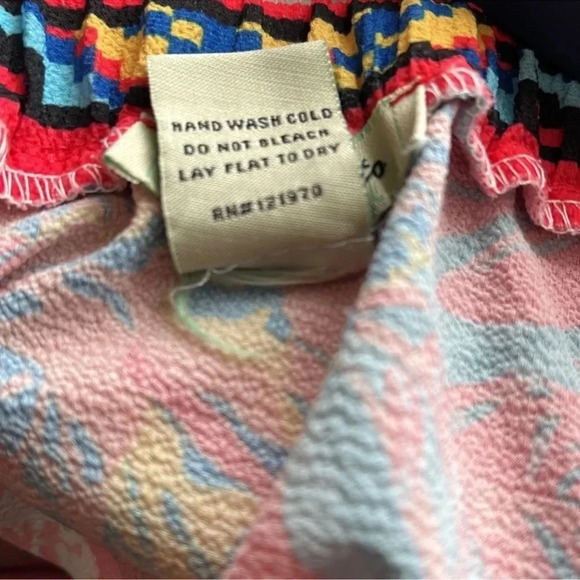 HAND WASH COLD
DO NOT BLEACH
LAY FLAT TO DRY
RN#121970